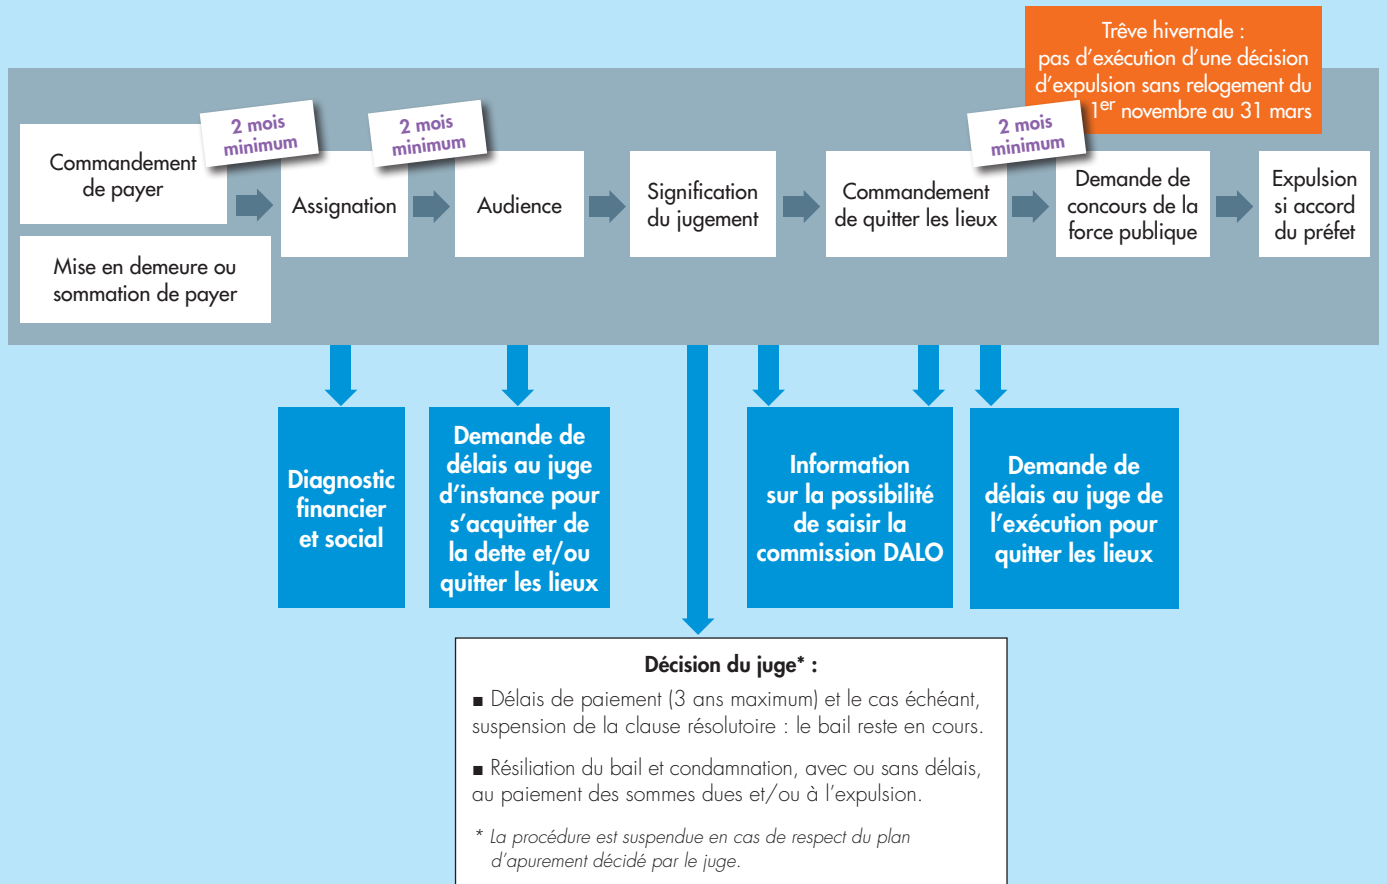 Trêve hivernale :
pas d'exécution d'une décision
d'expulsion sans relogement du
1er novembre au 31 mars
Commandement
de payer
Mise en demeure ou
sommation de payer
2 mois
minimum
Assignation
2 mois
minimum
Audience
Signification
du jugement
Commandement
de quitter les lieux
2 mois
minimum
Demande de
concours de la
force publique
Expulsion
si accord
du préfet
Diagnostic
financier
et social
Demande de
délais au juge
d'instance pour
s'acquitter de
la dette et/ou
quitter les lieux
Information
sur la possibilité
de saisir la
commission DALO
Demande de
délais au juge de
l'exécution pour
quitter les lieux
Décision du juge* :
■ Délais de paiement (3 ans maximum) et le cas échéant,
suspension de la clause résolutoire : le bail reste en cours.
■ Résiliation du bail et condamnation, avec ou sans délais,
au paiement des sommes dues et/ou à l'expulsion.
* La procédure est suspendue en cas de respect du plan
d'apurement décidé par le juge.